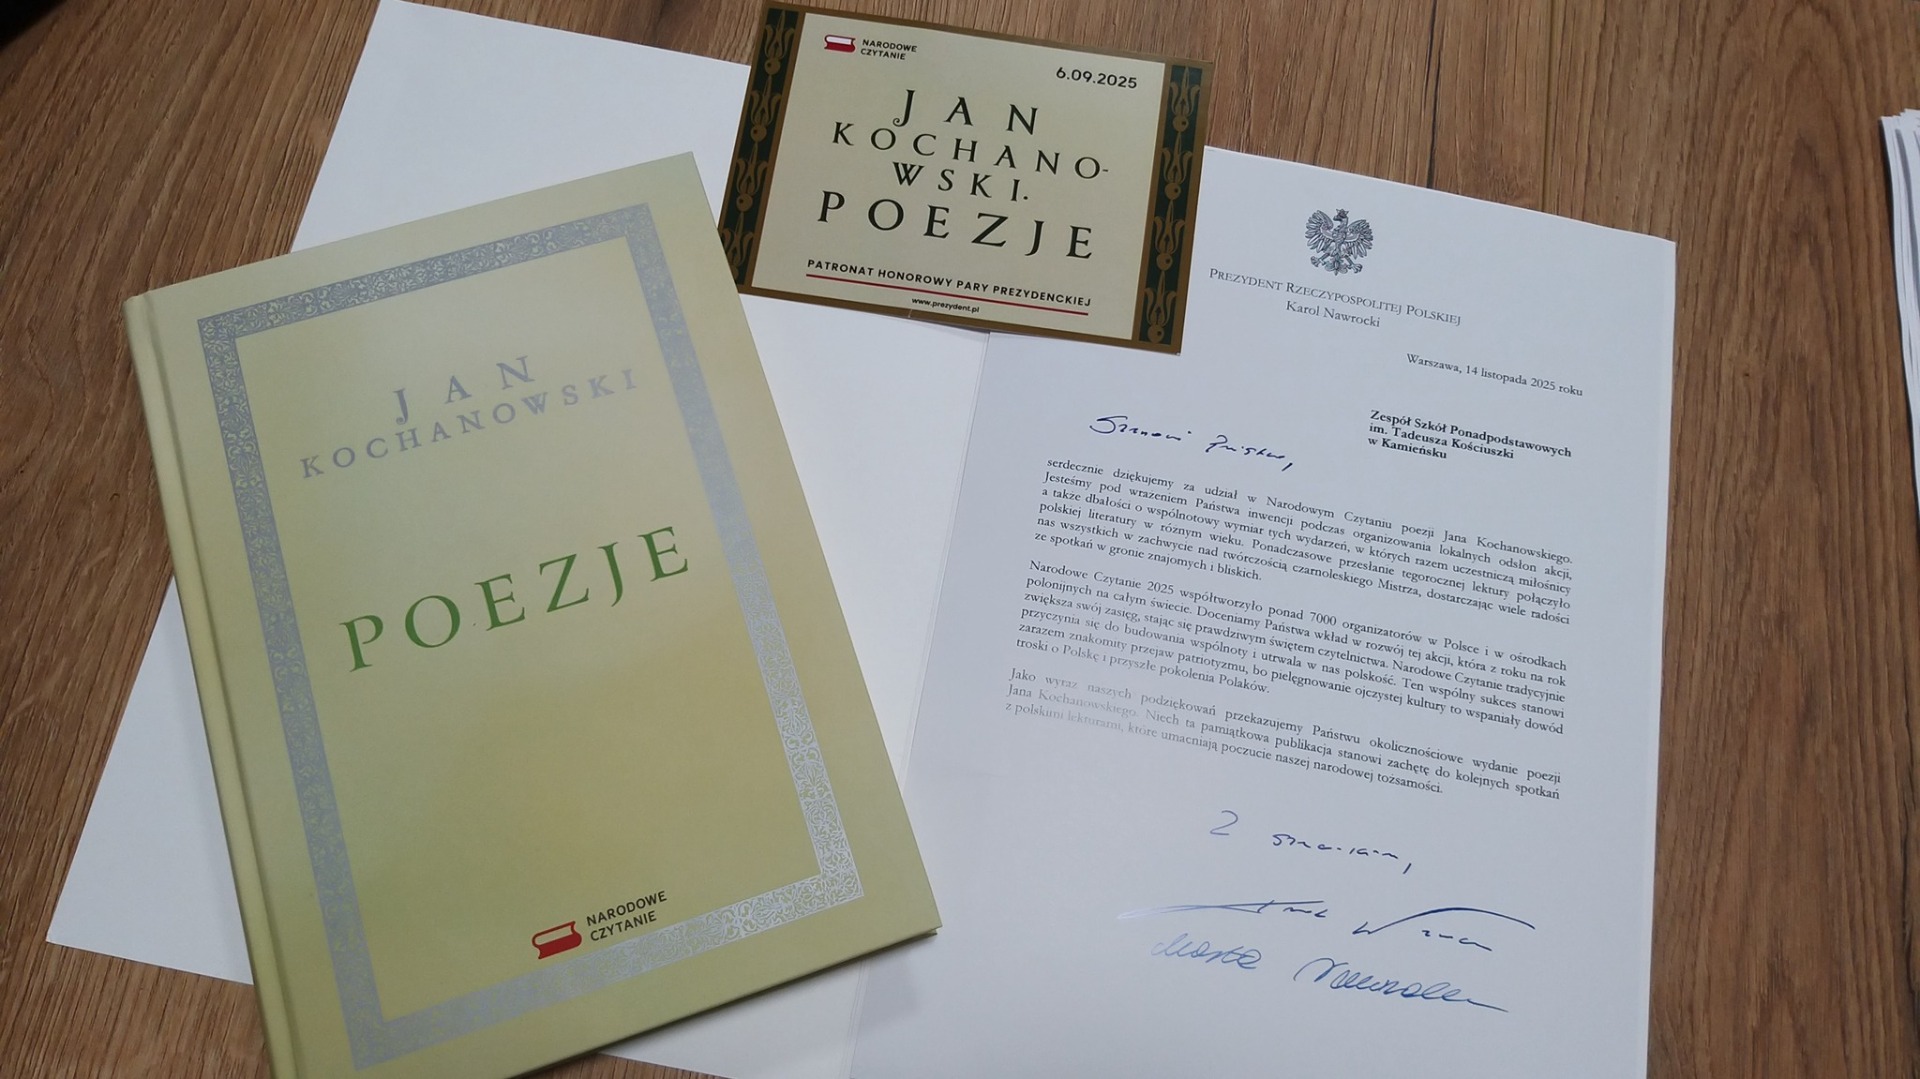 JAN
KOCHANOWSKI
POEZJE
NARODOWE
CZYTANIE
NARODOWE
CZYTANIE
6.09.2025
JAN
KOCHANO-
WSKI.
POEZJE
PATRONAT HONOROWY PARY PREZYDENCKIEJ
www.prezydent.pl
PREZYDENT RZECZYPOSPOLITEJ POLSKIEJ
Karol Nawrocki
Warszawa, 14 listopada 2025 roku
Zespół Szkół Ponadpodstawowych
im. Tadeusza Kościuszki
w Kamieńsku
Szanowni Państwo,
serdecznie dziękujemy za udział w Narodowym Czytaniu poezji Jana Kochanowskiego.
Jesteśmy pod wrażeniem Państwa inwencji podczas organizowania lokalnych odsłon akcji,
a także dbałości o wspólnotowy wymiar tych wydarzeń, w których razem uczestniczą miłośnicy
polskiej literatury w różnym wieku. Ponadczasowe przesłanie tegorocznej lektury połączyło
nas wszystkich w zachwycie nad twórczością czarnoleskiego Mistrza, dostarczając wiele radości
ze spotkań w gronie znajomych i bliskich.
Narodowe Czytanie 2025 współtworzyło ponad 7000 organizatorów w Polsce i w ośrodkach
polonijnych na całym świecie. Doceniamy Państwa wkład w rozwój tej akcji, która z roku na rok
zwiększa swój zasięg, stając się prawdziwym świętem czytelnictwa. Narodowe Czytanie tradycyjnie
przyczynia się do budowania wspólnoty i utrwala w nas polskość. Ten wspólny sukces stanowi
zarazem znakomity przejaw patriotyzmu, bo pielęgnowanie ojczystej kultury to wspaniały dowód
troski o Polskę i przyszłe pokolenia Polaków.
Jako wyraz naszych podziękowań przekazujemy Państwu okolicznościowe wydanie poezji
Jana Kochanowskiego. Niech ta pamiątkowa publikacja stanowi zachętę do kolejnych spotkań
z polskimi lekturami, które umacniają poczucie naszej narodowej tożsamości.
Marta Nawrocka